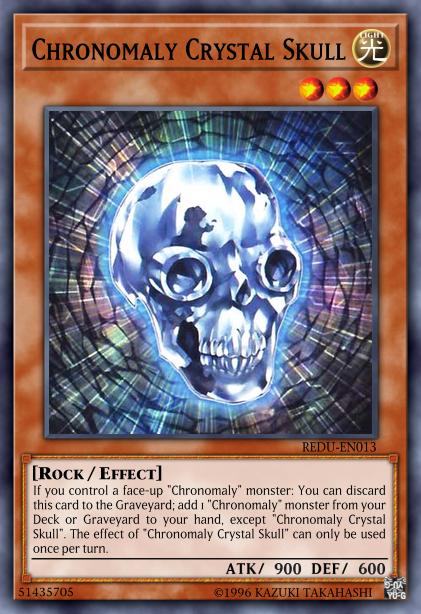 Chronomaly Crystal Skull
LIGHT
光
REDU-EN013
[Rock / Effect]
If you control a face-up "Chronomaly" monster: You can discard
this card to the Graveyard; add 1 "Chronomaly" monster from your
Deck or Graveyard to your hand, except "Chronomaly Crystal
Skull". The effect of "Chronomaly Crystal Skull" can only be used
once per turn.
ATK/ 900 DEF/ 600
51435705
©1996 KAZUKI TAKAHASHI